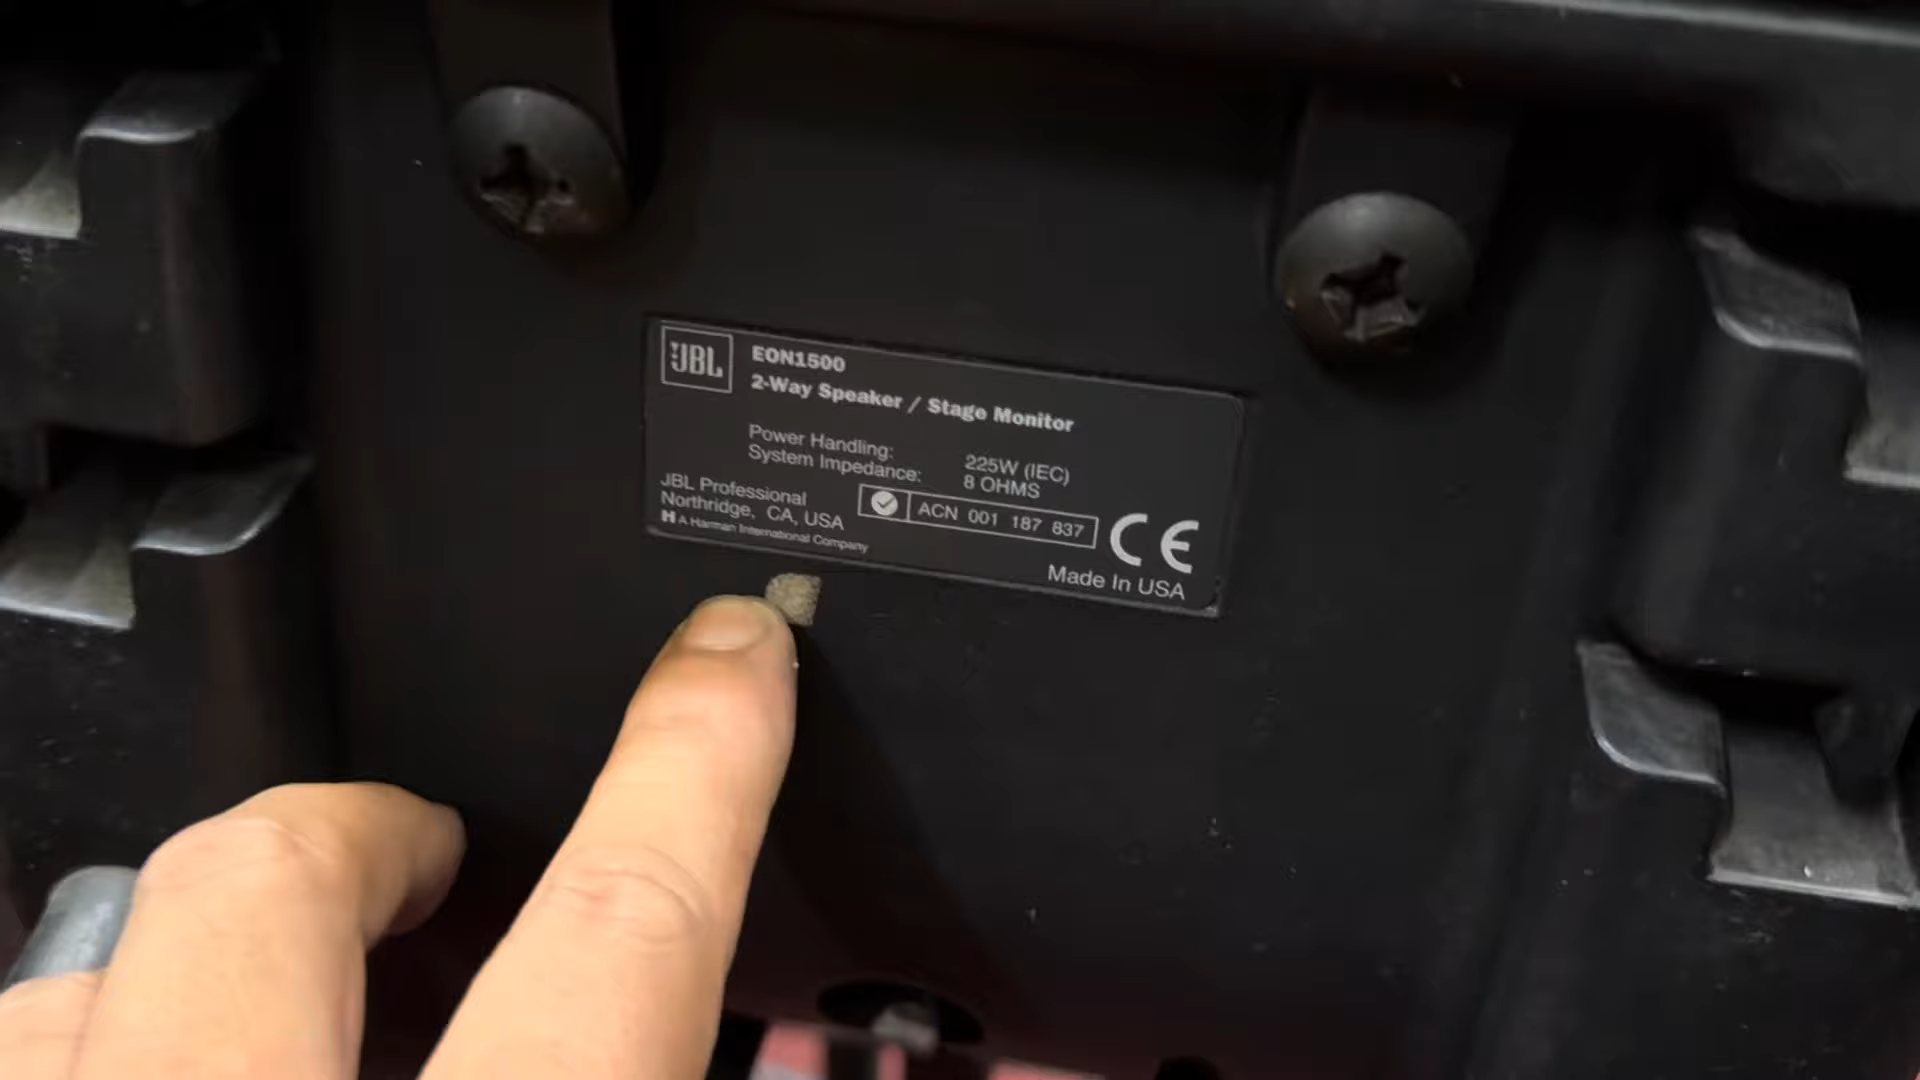 JBL
EON1500
2-Way Speaker / Stage Monitor
Power Handling: 225W (IEC)
System Impedance: 8 OHMS
JBL Professional
Northridge, CA, USA
H A Harman International Company
ACN 001 187 837
CE
Made In USA